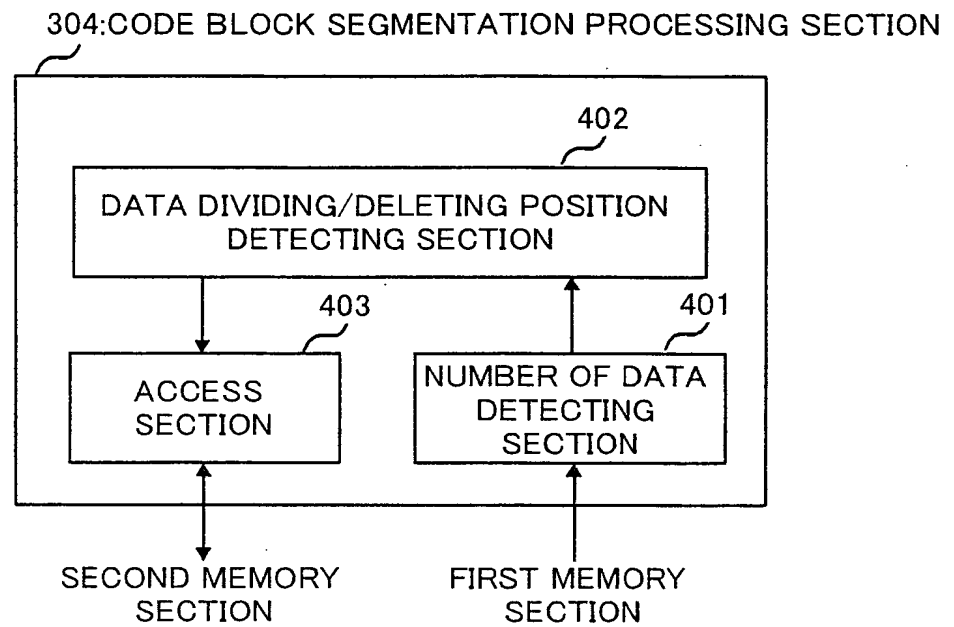 304:CODE BLOCK SEGMENTATION PROCESSING SECTION
402
DATA DIVIDING/DELETING POSITION
DETECTING SECTION
403
401
ACCESS
SECTION
NUMBER OF DATA
DETECTING
SECTION
SECOND MEMORY
SECTION
FIRST MEMORY
SECTION